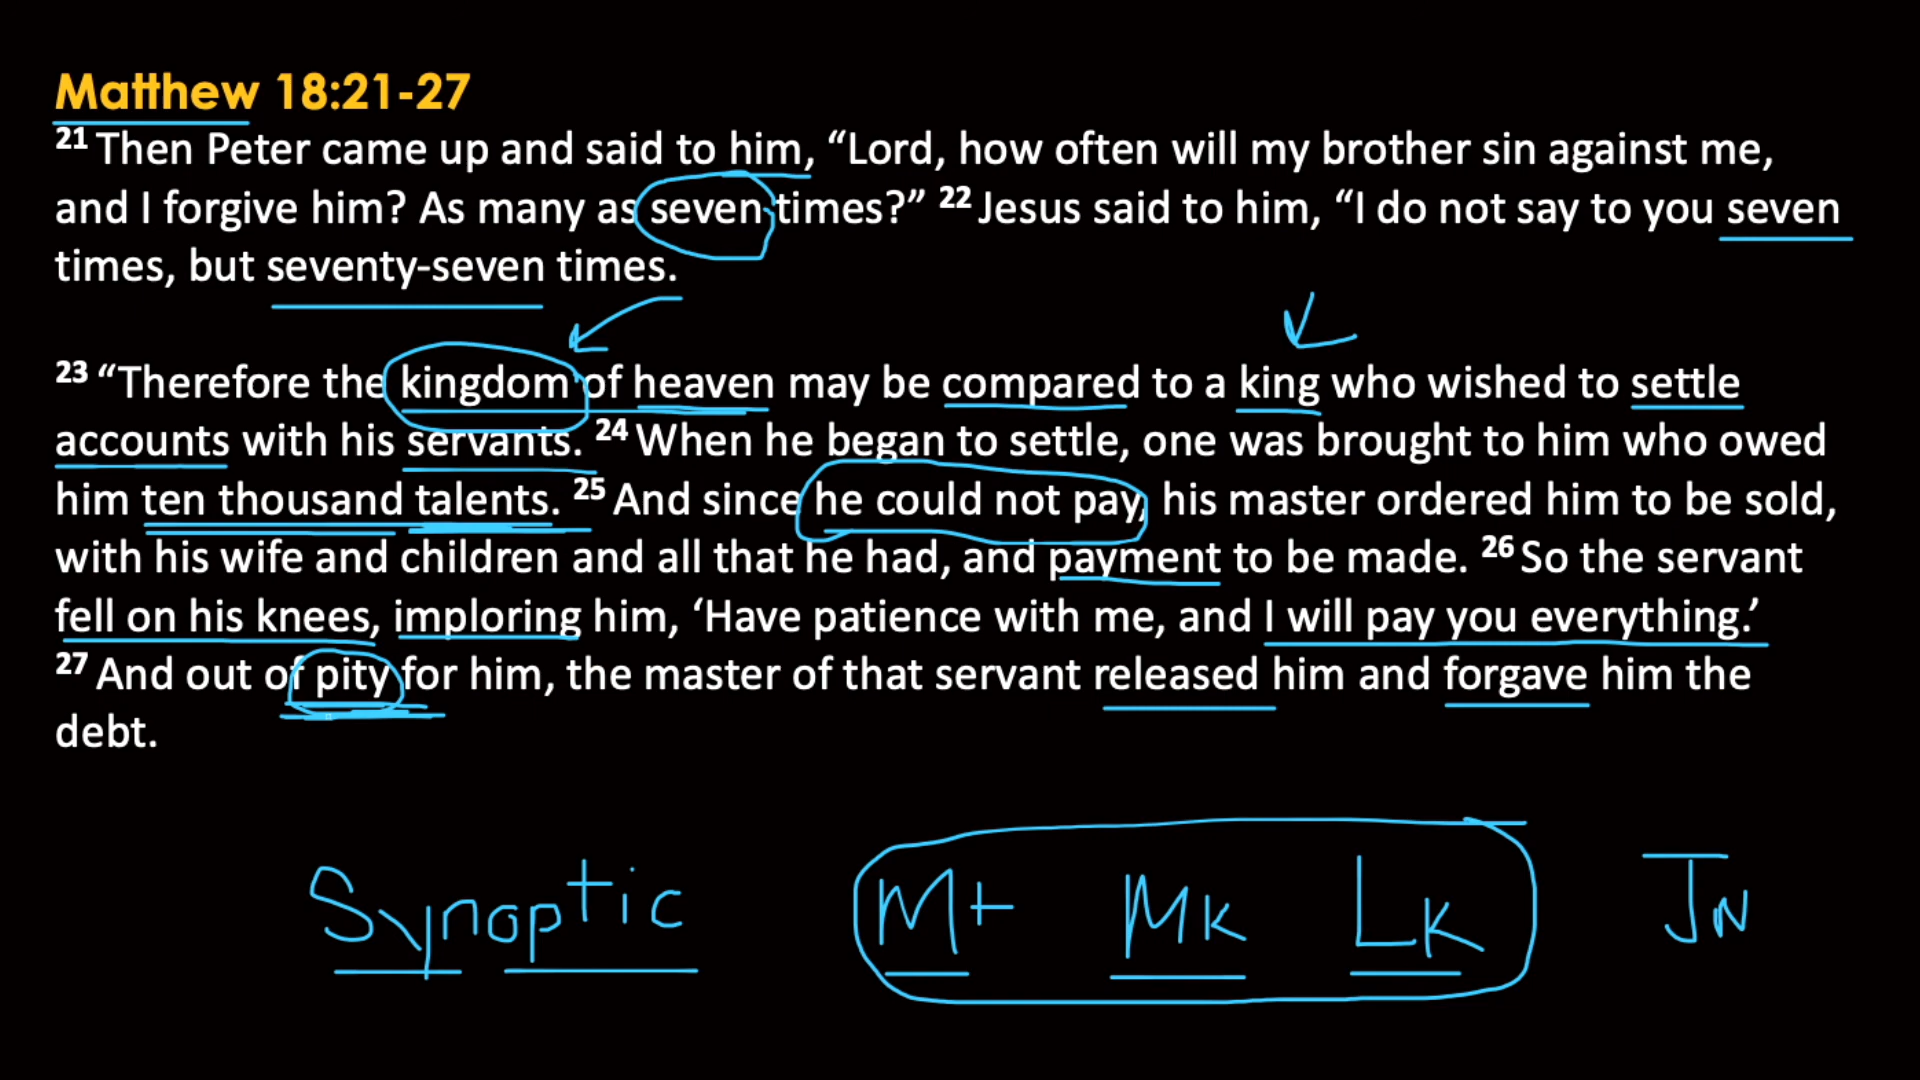 Matthew 18:21-27
21 Then Peter came up and said to him, “Lord, how often will my brother sin against me,
and I forgive him? As many as seven times?” 22 Jesus said to him, “I do not say to you seven
times, but seventy-seven times.
23 “Therefore the kingdom of heaven may be compared to a king who wished to settle
accounts with his servants. 24 When he began to settle, one was brought to him who owed
him ten thousand talents. 25 And since he could not pay, his master ordered him to be sold,
with his wife and children and all that he had, and payment to be made. 26 So the servant
fell on his knees, imploring him, ‘Have patience with me, and I will pay you everything.’
27 And out of pity for him, the master of that servant released him and forgave him the
debt.
Synoptic Mt Mk Lk JN